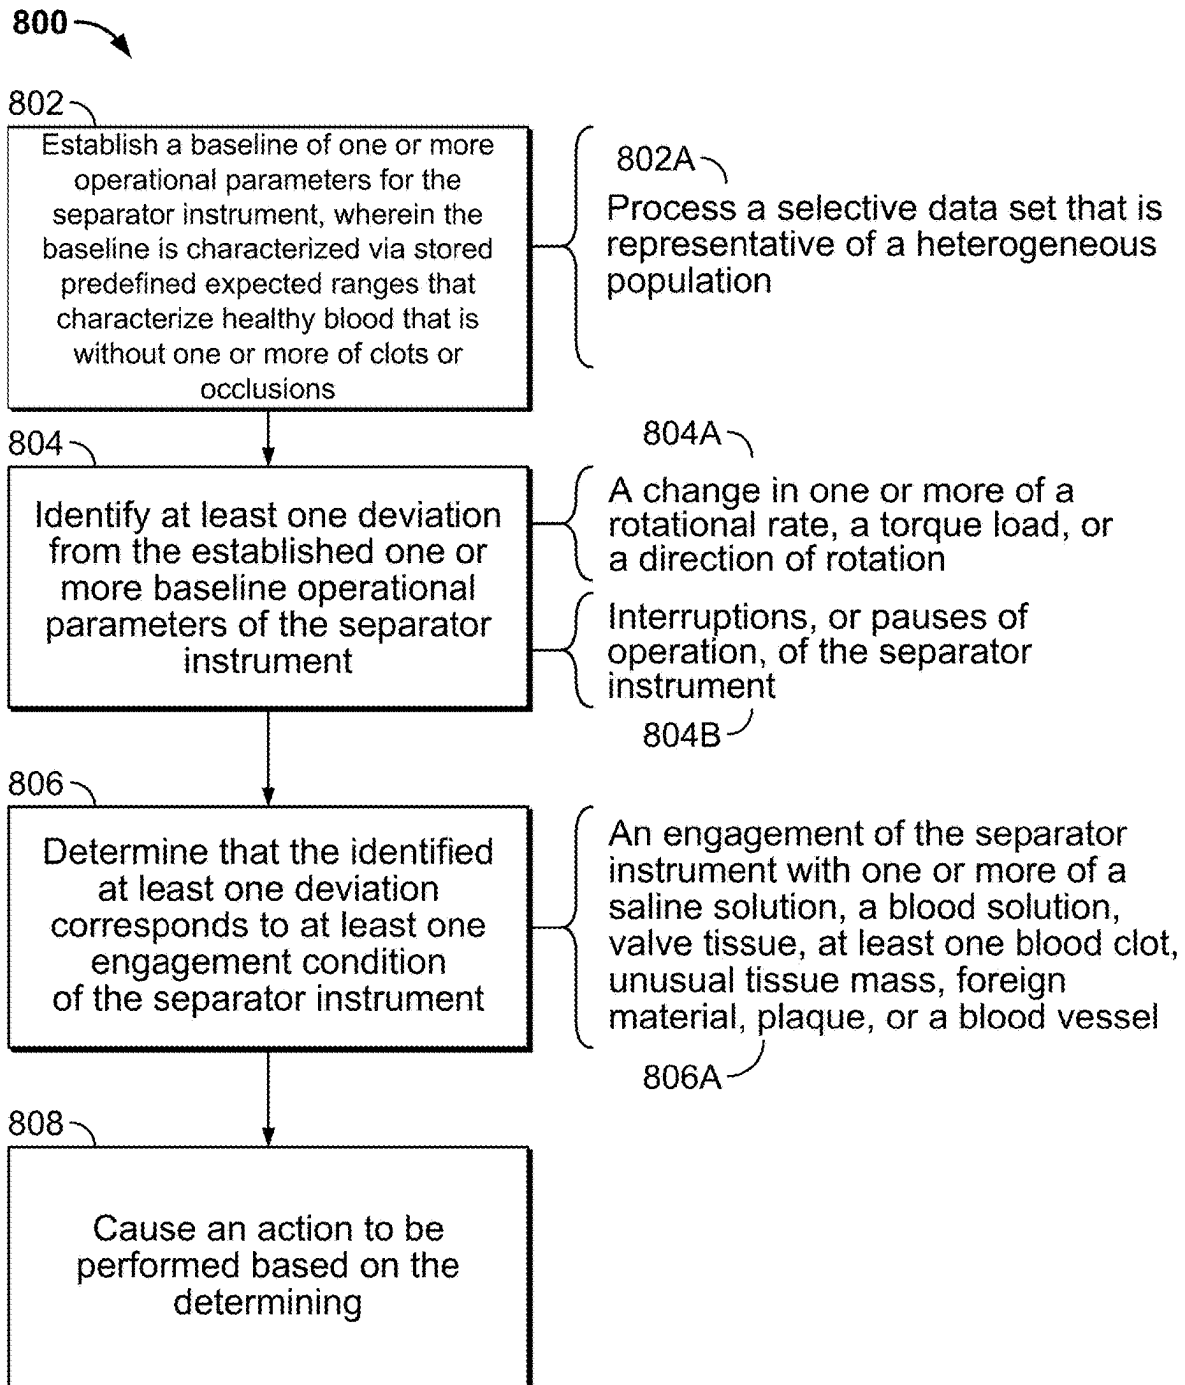 800
802
Establish a baseline of one or more
operational parameters for the
separator instrument, wherein the
baseline is characterized via stored
predefined expected ranges that
characterize healthy blood that is
without one or more of clots or
occlusions
802A
Process a selective data set that is
representative of a heterogeneous
population
804
Identify at least one deviation
from the established one or
more baseline operational
parameters of the separator
instrument
804A
A change in one or more of a
rotational rate, a torque load, or
a direction of rotation
Interruptions, or pauses of
operation, of the separator
instrument
804B
806
Determine that the identified
at least one deviation
corresponds to at least one
engagement condition
of the separator instrument
An engagement of the separator
instrument with one or more of a
saline solution, a blood solution,
valve tissue, at least one blood clot,
unusual tissue mass, foreign
material, plaque, or a blood vessel
806A
808
Cause an action to be
performed based on the
determining